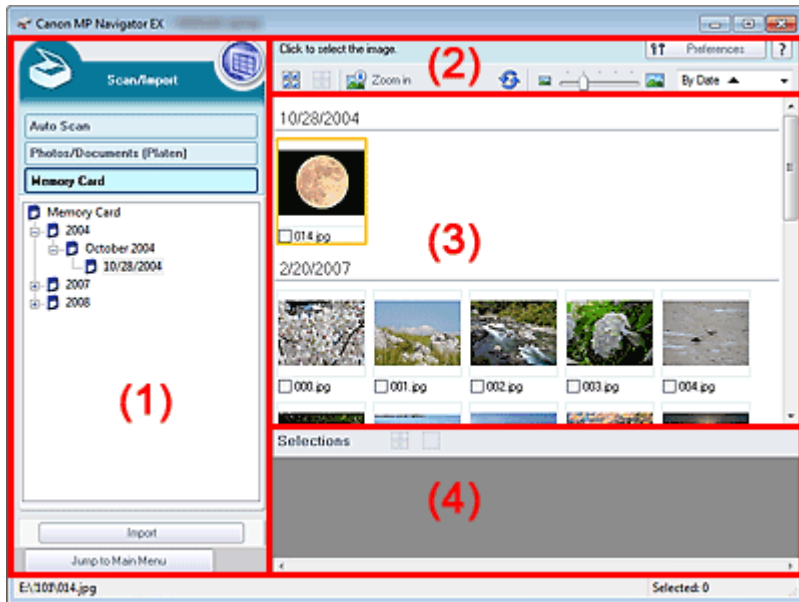 Canon MP Navigator EX
Scan/Import
Auto Scan
Photos/Documents (Platen)
Memory Card
Memory Card
2004
October 2004
10/28/2004
2007
2008
(1)
Import
Jump to Main Menu
Click to select the image.
Preferences
?
Zoom in
(2)
By Date
10/28/2004
014.jpg
(3)
2/20/2007
000.jpg
001.jpg
002.jpg
003.jpg
004.jpg
Selections
(4)
E:\101\014.jpg
Selected: 0